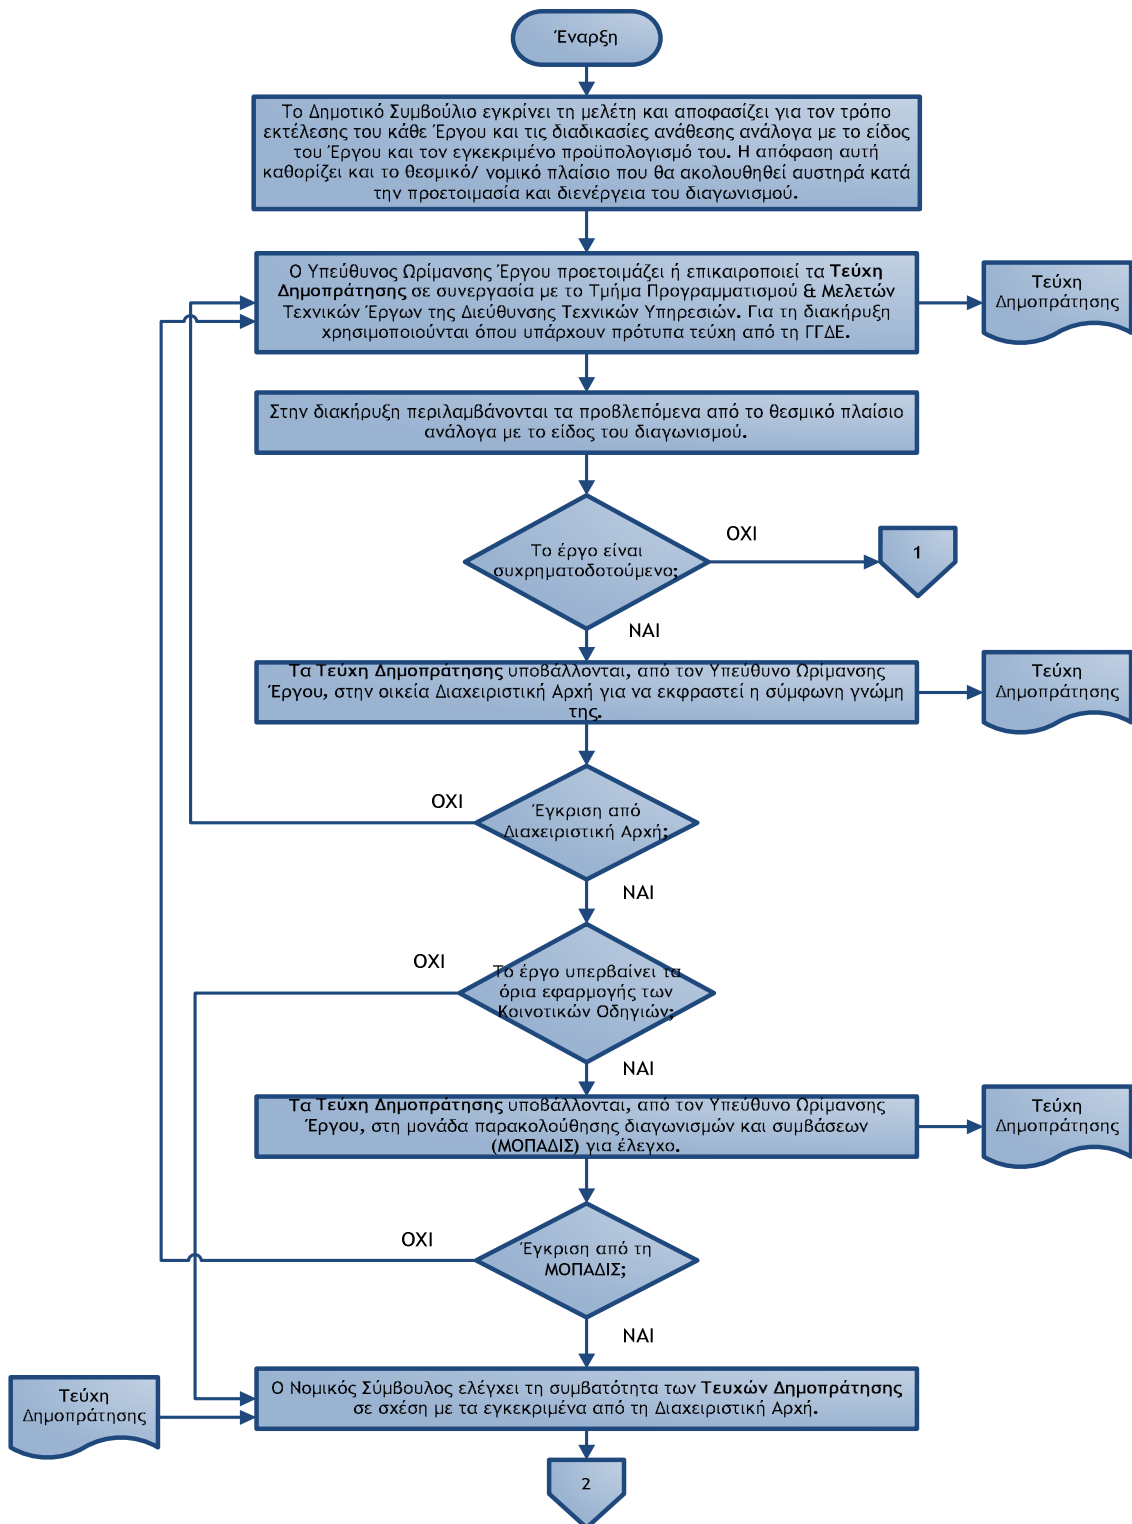 Έναρξη
Το Δημοτικό Συμβούλιο εγκρίνει τη μελέτη και αποφασίζει για τον τρόπο
εκτέλεσης του κάθε Έργου και τις διαδικασίες ανάθεσης ανάλογα με το είδος
του Έργου και τον εγκεκριμένο προϋπολογισμό του. Η απόφαση αυτή
καθορίζει και το θεσμικό/ νομικό πλαίσιο που θα ακολουθηθεί αυστηρά κατά
την προετοιμασία και διενέργεια του διαγωνισμού.
Ο Υπεύθυνος Ωρίμανσης Έργου προετοιμάζει ή επικαιροποιεί τα Τεύχη
Δημοπράτησης σε συνεργασία με το Τμήμα Προγραμματισμού & Μελετών
Τεχνικών Έργων της Διεύθυνσης Τεχνικών Υπηρεσιών. Για τη διακήρυξη
χρησιμοποιούνται όπου υπάρχουν πρότυπα τεύχη από τη ΓΓΔΕ.
Τεύχη
Δημοπράτησης
Στην διακήρυξη περιλαμβάνονται τα προβλεπόμενα από το θεσμικό πλαίσιο
ανάλογα με το είδος του διαγωνισμού.
Το έργο είναι
συχρηματοδοτούμενο;
ΟΧΙ
1
ΝΑΙ
Τα Τεύχη Δημοπράτησης υποβάλλονται, από τον Υπεύθυνο Ωρίμανσης
Έργου, στην οικεία Διαχειριστική Αρχή για να εκφραστεί η σύμφωνη γνώμη
της.
Τεύχη
Δημοπράτησης
ΟΧΙ
Έγκριση από
Διαχειριστική Αρχή;
ΝΑΙ
ΟΧΙ
Το έργο υπερβαίνει τα
όρια εφαρμογής των
Κοινοτικών Οδηγιών;
ΝΑΙ
Τα Τεύχη Δημοπράτησης υποβάλλονται, από τον Υπεύθυνο Ωρίμανσης
Έργου, στη μονάδα παρακολούθησης διαγωνισμών και συμβάσεων
(ΜΟΠΑΔΙΣ) για έλεγχο.
Τεύχη
Δημοπράτησης
ΟΧΙ
Έγκριση από τη
ΜΟΠΑΔΙΣ;
ΝΑΙ
Τεύχη
Δημοπράτησης
Ο Νομικός Σύμβουλος ελέγχει τη συμβατότητα των Τευχών Δημοπράτησης
σε σχέση με τα εγκεκριμένα από τη Διαχειριστική Αρχή.
2